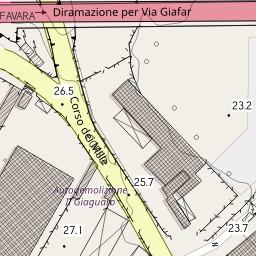 FAVARA
Diramazione per Via Giafar
26.5
23.2
Corso dei Mille
25.7
Autodemolizione
Il Giaguaro
27.1
23.7